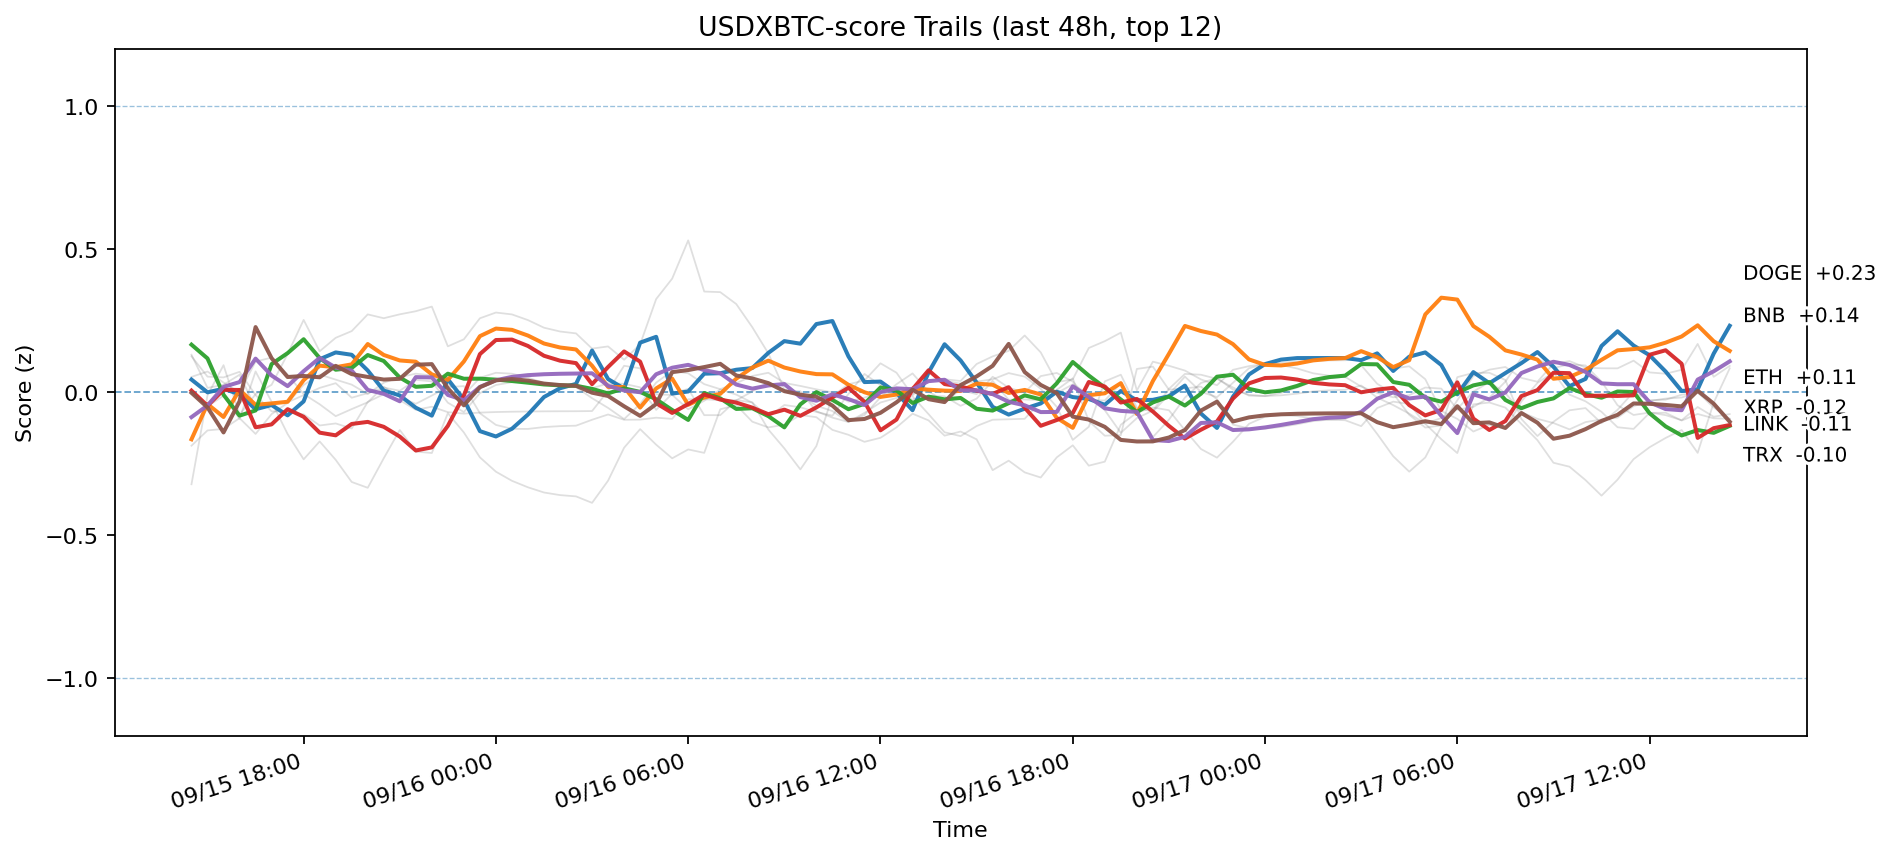 USDXBTC-score Trails (last 48h, top 12)
Score (z)
1.0
0.5
0.0
−0.5
−1.0
DOGE +0.23
BNB +0.14
ETH +0.11
XRP -0.12
LINK -0.11
TRX -0.10
09/15 18:00
09/16 00:00
09/16 06:00
09/16 12:00
09/16 18:00
09/17 00:00
09/17 06:00
09/17 12:00
Time